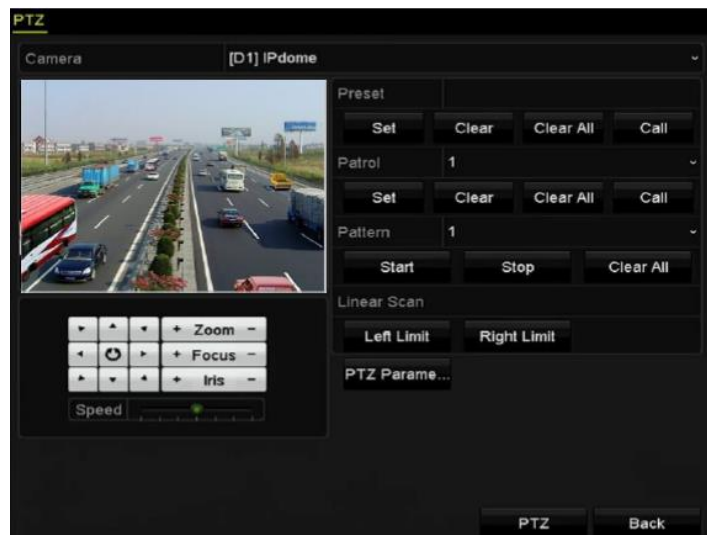 PTZ
Camera [D1] IPdome
Preset
Set Clear Clear All Call
Patrol 1
Set Clear Clear All Call
Pattern 1
Start Stop Clear All
Linear Scan
Left Limit Right Limit
PTZ Parame...
+ Zoom -
+ Focus -
+ Iris -
Speed
PTZ Back